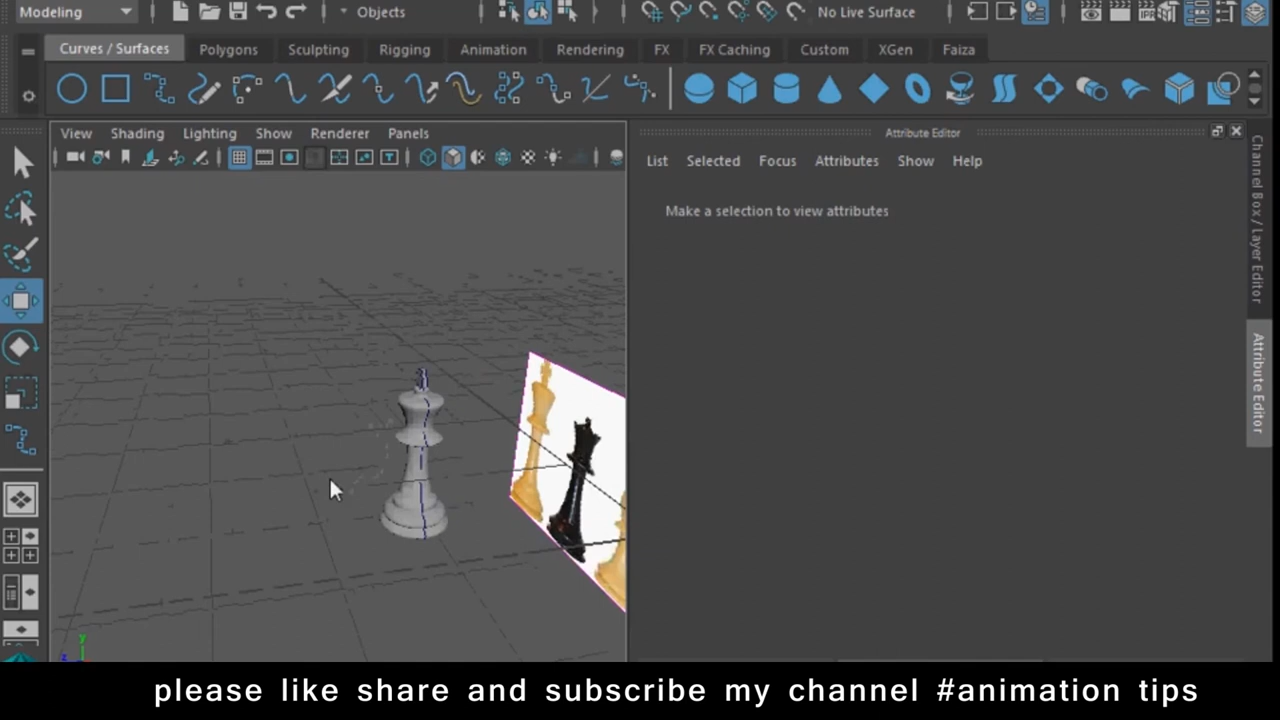 Modeling Objects No Live Surface
Curves / Surfaces Polygons Sculpting Rigging Animation Rendering FX FX Caching Custom XGen Faiza
View Shading Lighting Show Renderer Panels
Attribute Editor
List Selected Focus Attributes Show Help
Make a selection to view attributes
Channel Box / Layer Editor
Attribute Editor
y
z
please like share and subscribe my channel #animation tips